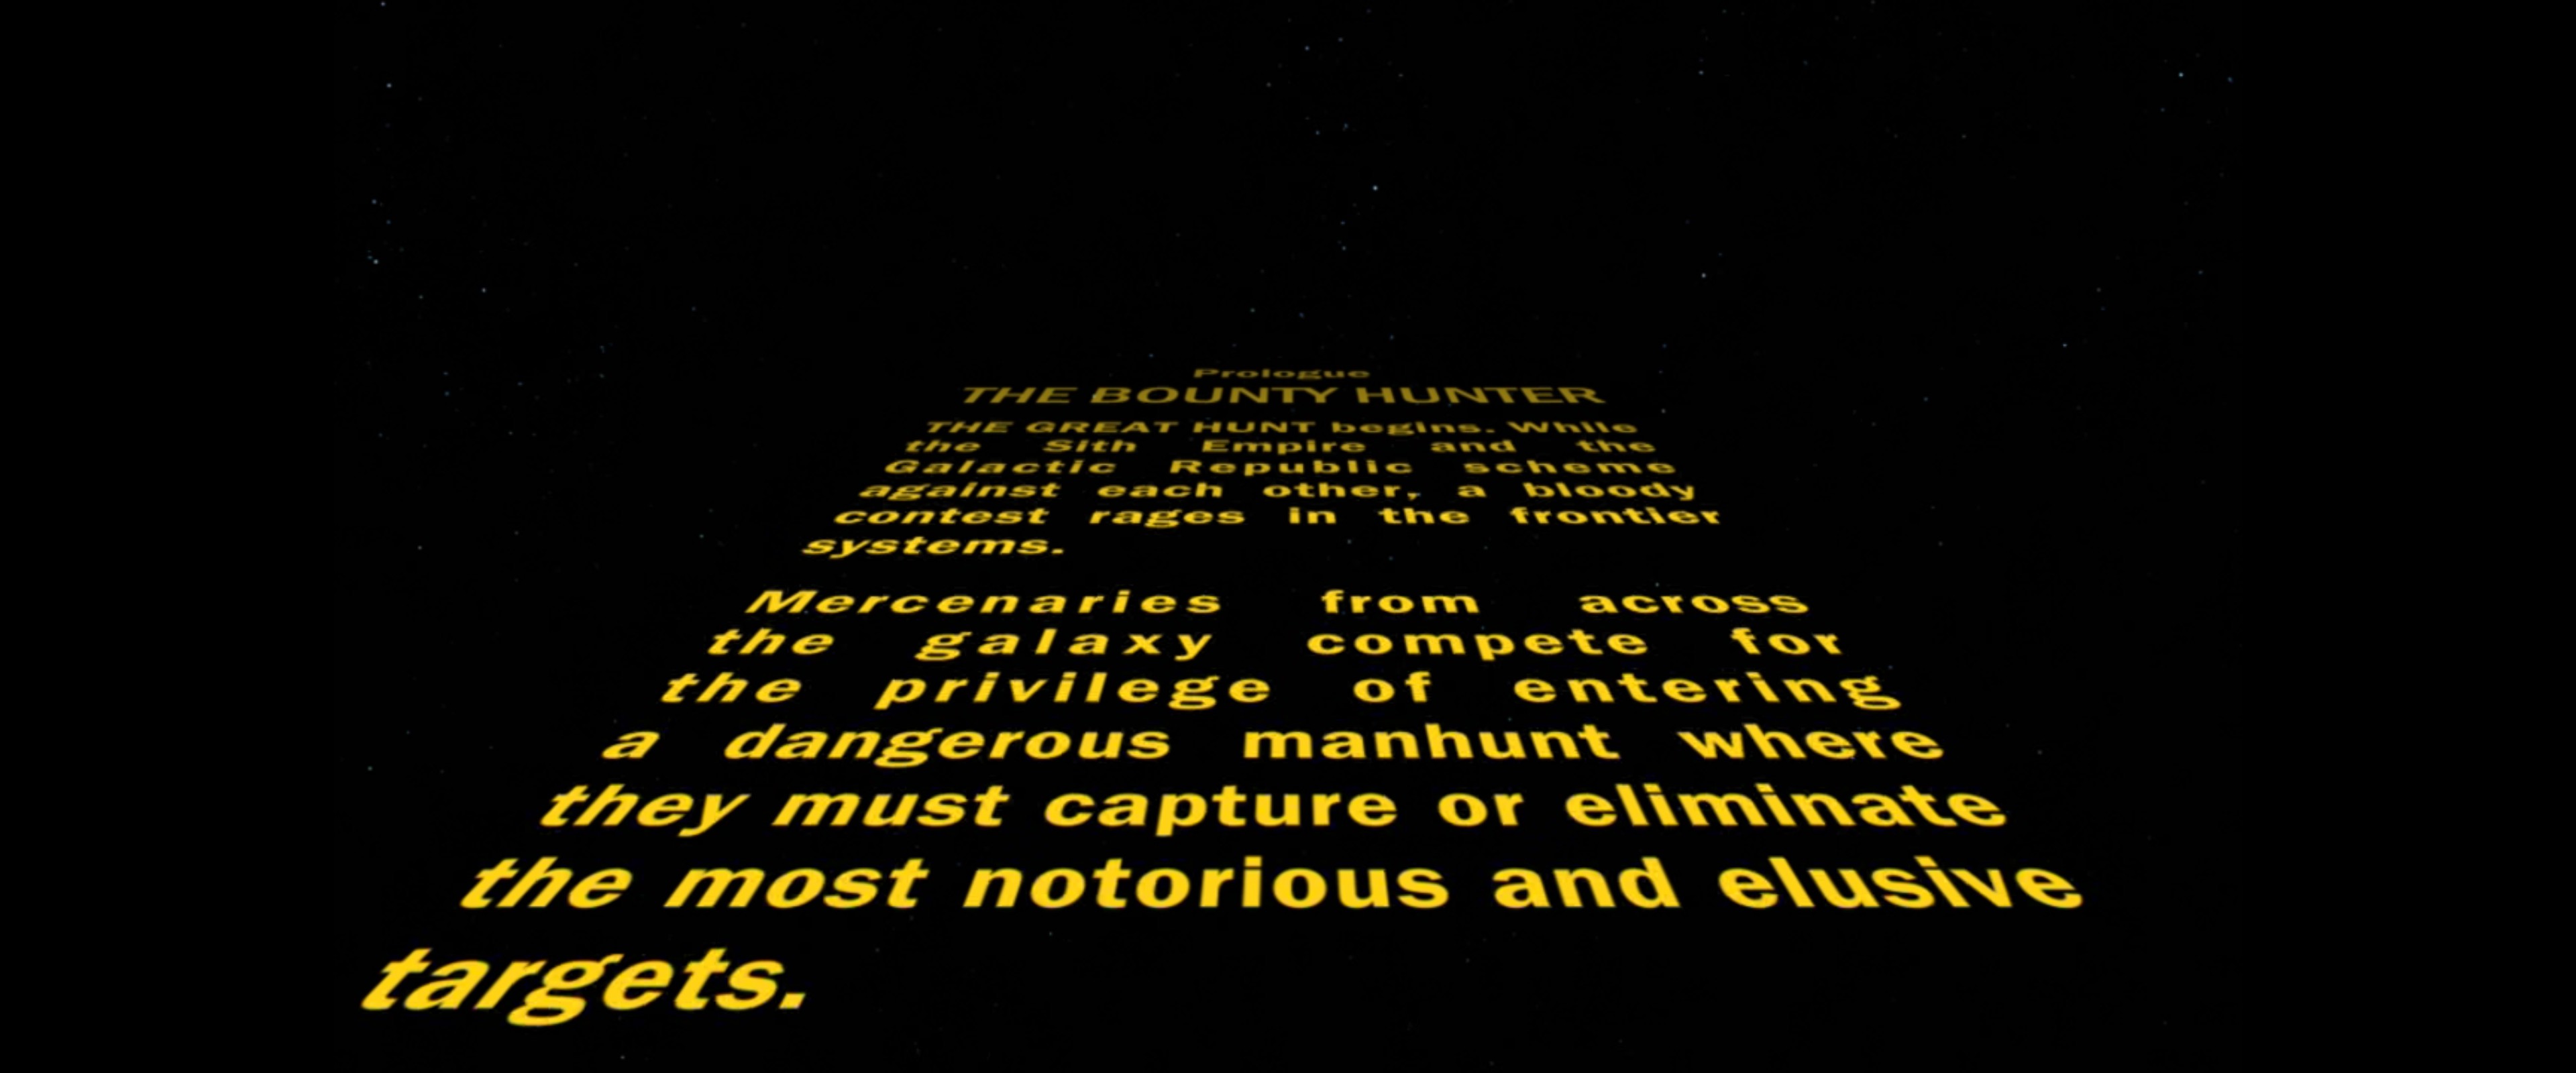 Prologue
THE BOUNTY HUNTER
THE GREAT HUNT begins. While
the Sith Empire and the
Galactic Republic scheme
against each other, a bloody
contest rages in the frontier
systems.
Mercenaries from across
the galaxy compete for
the privilege of entering
a dangerous manhunt where
they must capture or eliminate
the most notorious and elusive
targets.